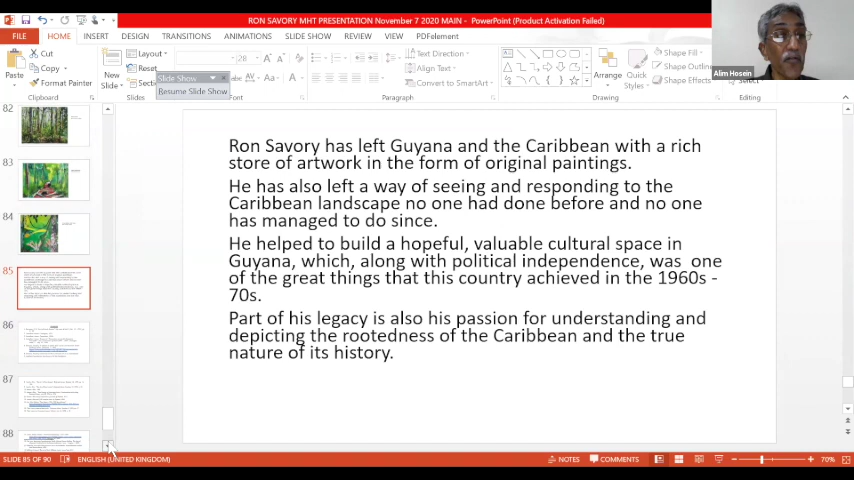 RON SAVORY MHT PRESENTATION November 7 2020 MAIN - PowerPoint (Product Activation Failed)
FILE HOME INSERT DESIGN TRANSITIONS ANIMATIONS SLIDE SHOW REVIEW VIEW PDFelement
Cut
Copy
Format Painter
Paste
Clipboard
New
Slide
Layout
Reset
Slides
Slide Show
Resume Slide Show
28
Font
Text Direction
Align Text
Convert to SmartArt
Paragraph
Arrange
Quick
Styles
Drawing
Shape Fill
Shape Outline
Shape Effects
Alim Hosein
82
83
84
85
86
87
88
Ron Savory has left Guyana and the Caribbean with a rich
store of artwork in the form of original paintings.
He has also left a way of seeing and responding to the
Caribbean landscape no one had done before and no one
has managed to do since.
He helped to build a hopeful, valuable cultural space in
Guyana, which, along with political independence, was one
of the great things that this country achieved in the 1960s -
70s.
Part of his legacy is also his passion for understanding and
depicting the rootedness of the Caribbean and the true
nature of its history.
SLIDE 85 OF 90 ENGLISH (UNITED KINGDOM) NOTES COMMENTS 70%